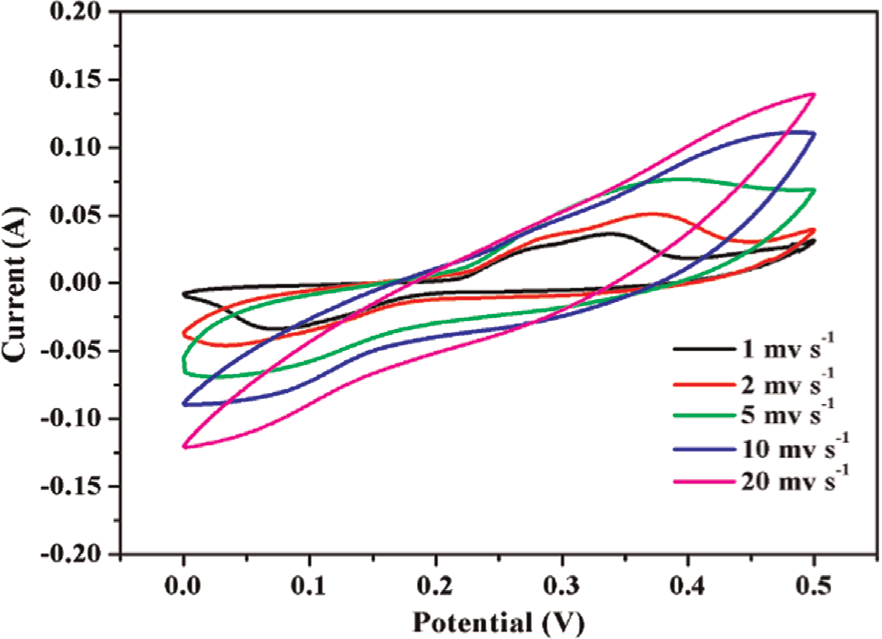 0.20
0.15
0.10
0.05
0.00
-0.05
-0.10
-0.15
-0.20
Current (A)
1 mv s⁻¹
2 mv s⁻¹
5 mv s⁻¹
10 mv s⁻¹
20 mv s⁻¹
0.0 0.1 0.2 0.3 0.4 0.5
Potential (V)